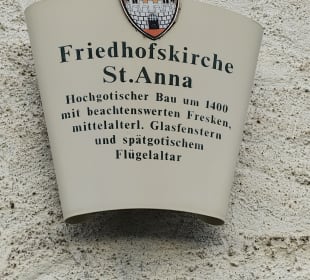 Friedhofskirche
St.Anna
Hochgotischer Bau um 1400
mit beachtenswerten Fresken,
mittelalterl. Glasfenstern
und spätgotischem
Flügelaltar